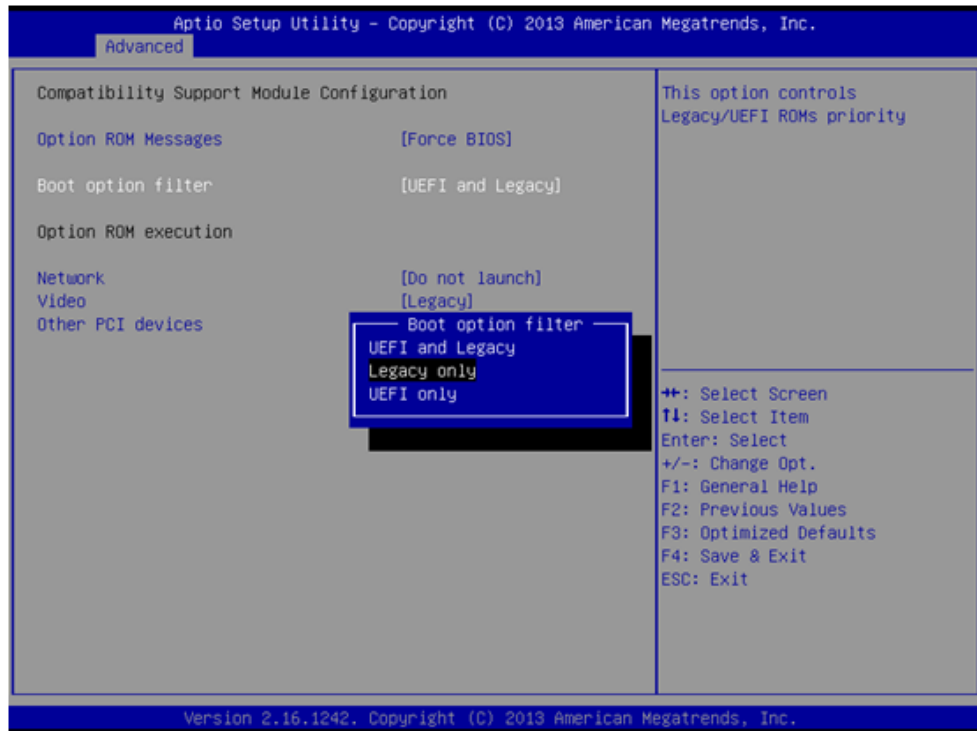 Aptio Setup Utility – Copyright (C) 2013 American Megatrends, Inc.
Advanced
Compatibility Support Module Configuration
Option ROM Messages [Force BIOS]
Boot option filter [UEFI and Legacy]
Option ROM execution
Network [Do not launch]
Video [Legacy]
Other PCI devices
Boot option filter
UEFI and Legacy
Legacy only
UEFI only
This option controls
Legacy/UEFI ROMs priority
→←: Select Screen
↑↓: Select Item
Enter: Select
+/-: Change Opt.
F1: General Help
F2: Previous Values
F3: Optimized Defaults
F4: Save & Exit
ESC: Exit
Version 2.16.1242. Copyright (C) 2013 American Megatrends, Inc.